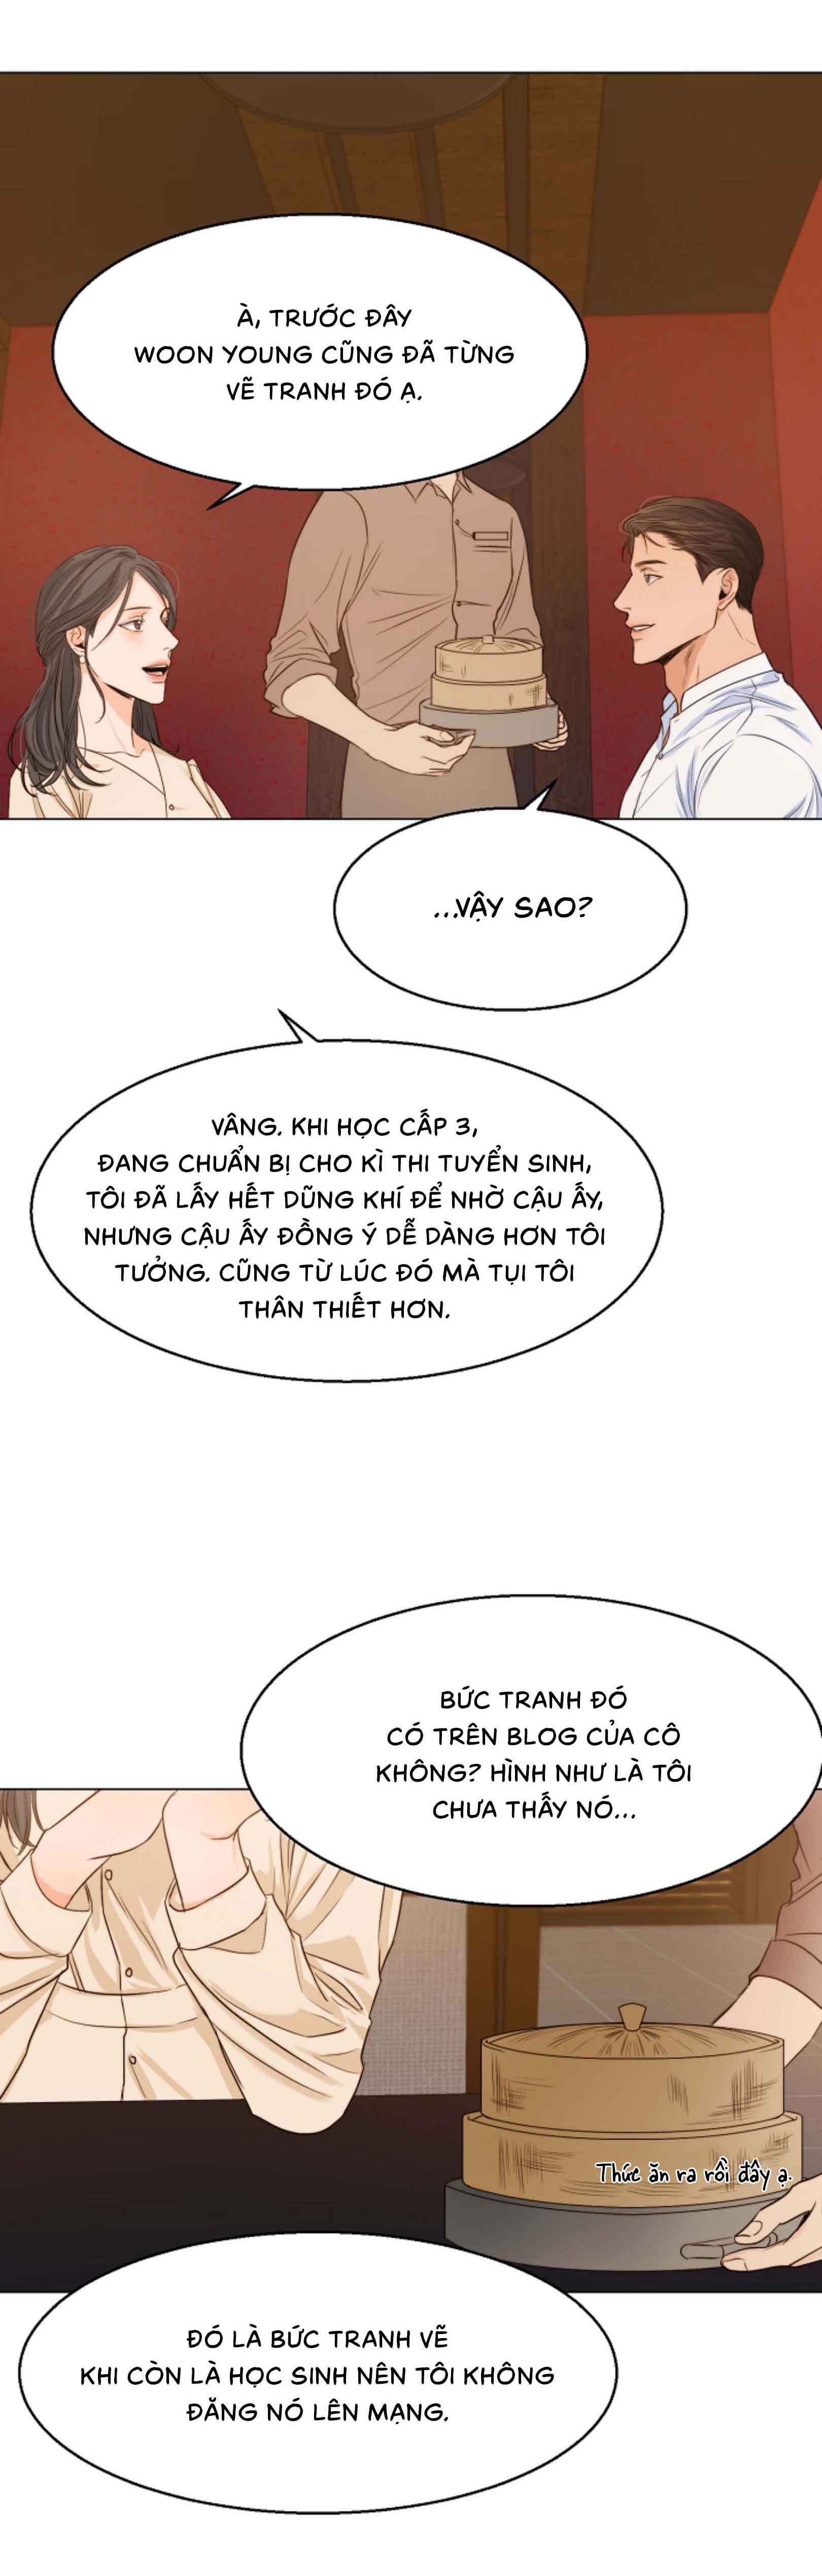 À, TRƯỚC ĐÂY
WOON YOUNG CŨNG ĐÃ TỪNG
VẼ TRANH ĐÓ Ạ.
...VẬY SAO?
VÂNG. KHI HỌC CẤP 3,
ĐANG CHUẨN BỊ CHO KÌ THI TUYỂN SINH,
TÔI ĐÃ LẤY HẾT DŨNG KHÍ ĐỂ NHỜ CẬU ẤY,
NHƯNG CẬU ẤY ĐỒNG Ý DỄ DÀNG HƠN TÔI
TƯỞNG. CŨNG TỪ LÚC ĐÓ MÀ TỤI TÔI
THÂN THIẾT HƠN.
BỨC TRANH ĐÓ
CÓ TRÊN BLOG CỦA CÔ
KHÔNG? HÌNH NHƯ LÀ TÔI
CHƯA THẤY NÓ...
Thức ăn ra rồi đây ạ.
ĐÓ LÀ BỨC TRANH VẼ
KHI CÒN LÀ HỌC SINH NÊN TÔI KHÔNG
ĐĂNG NÓ LÊN MẠNG.